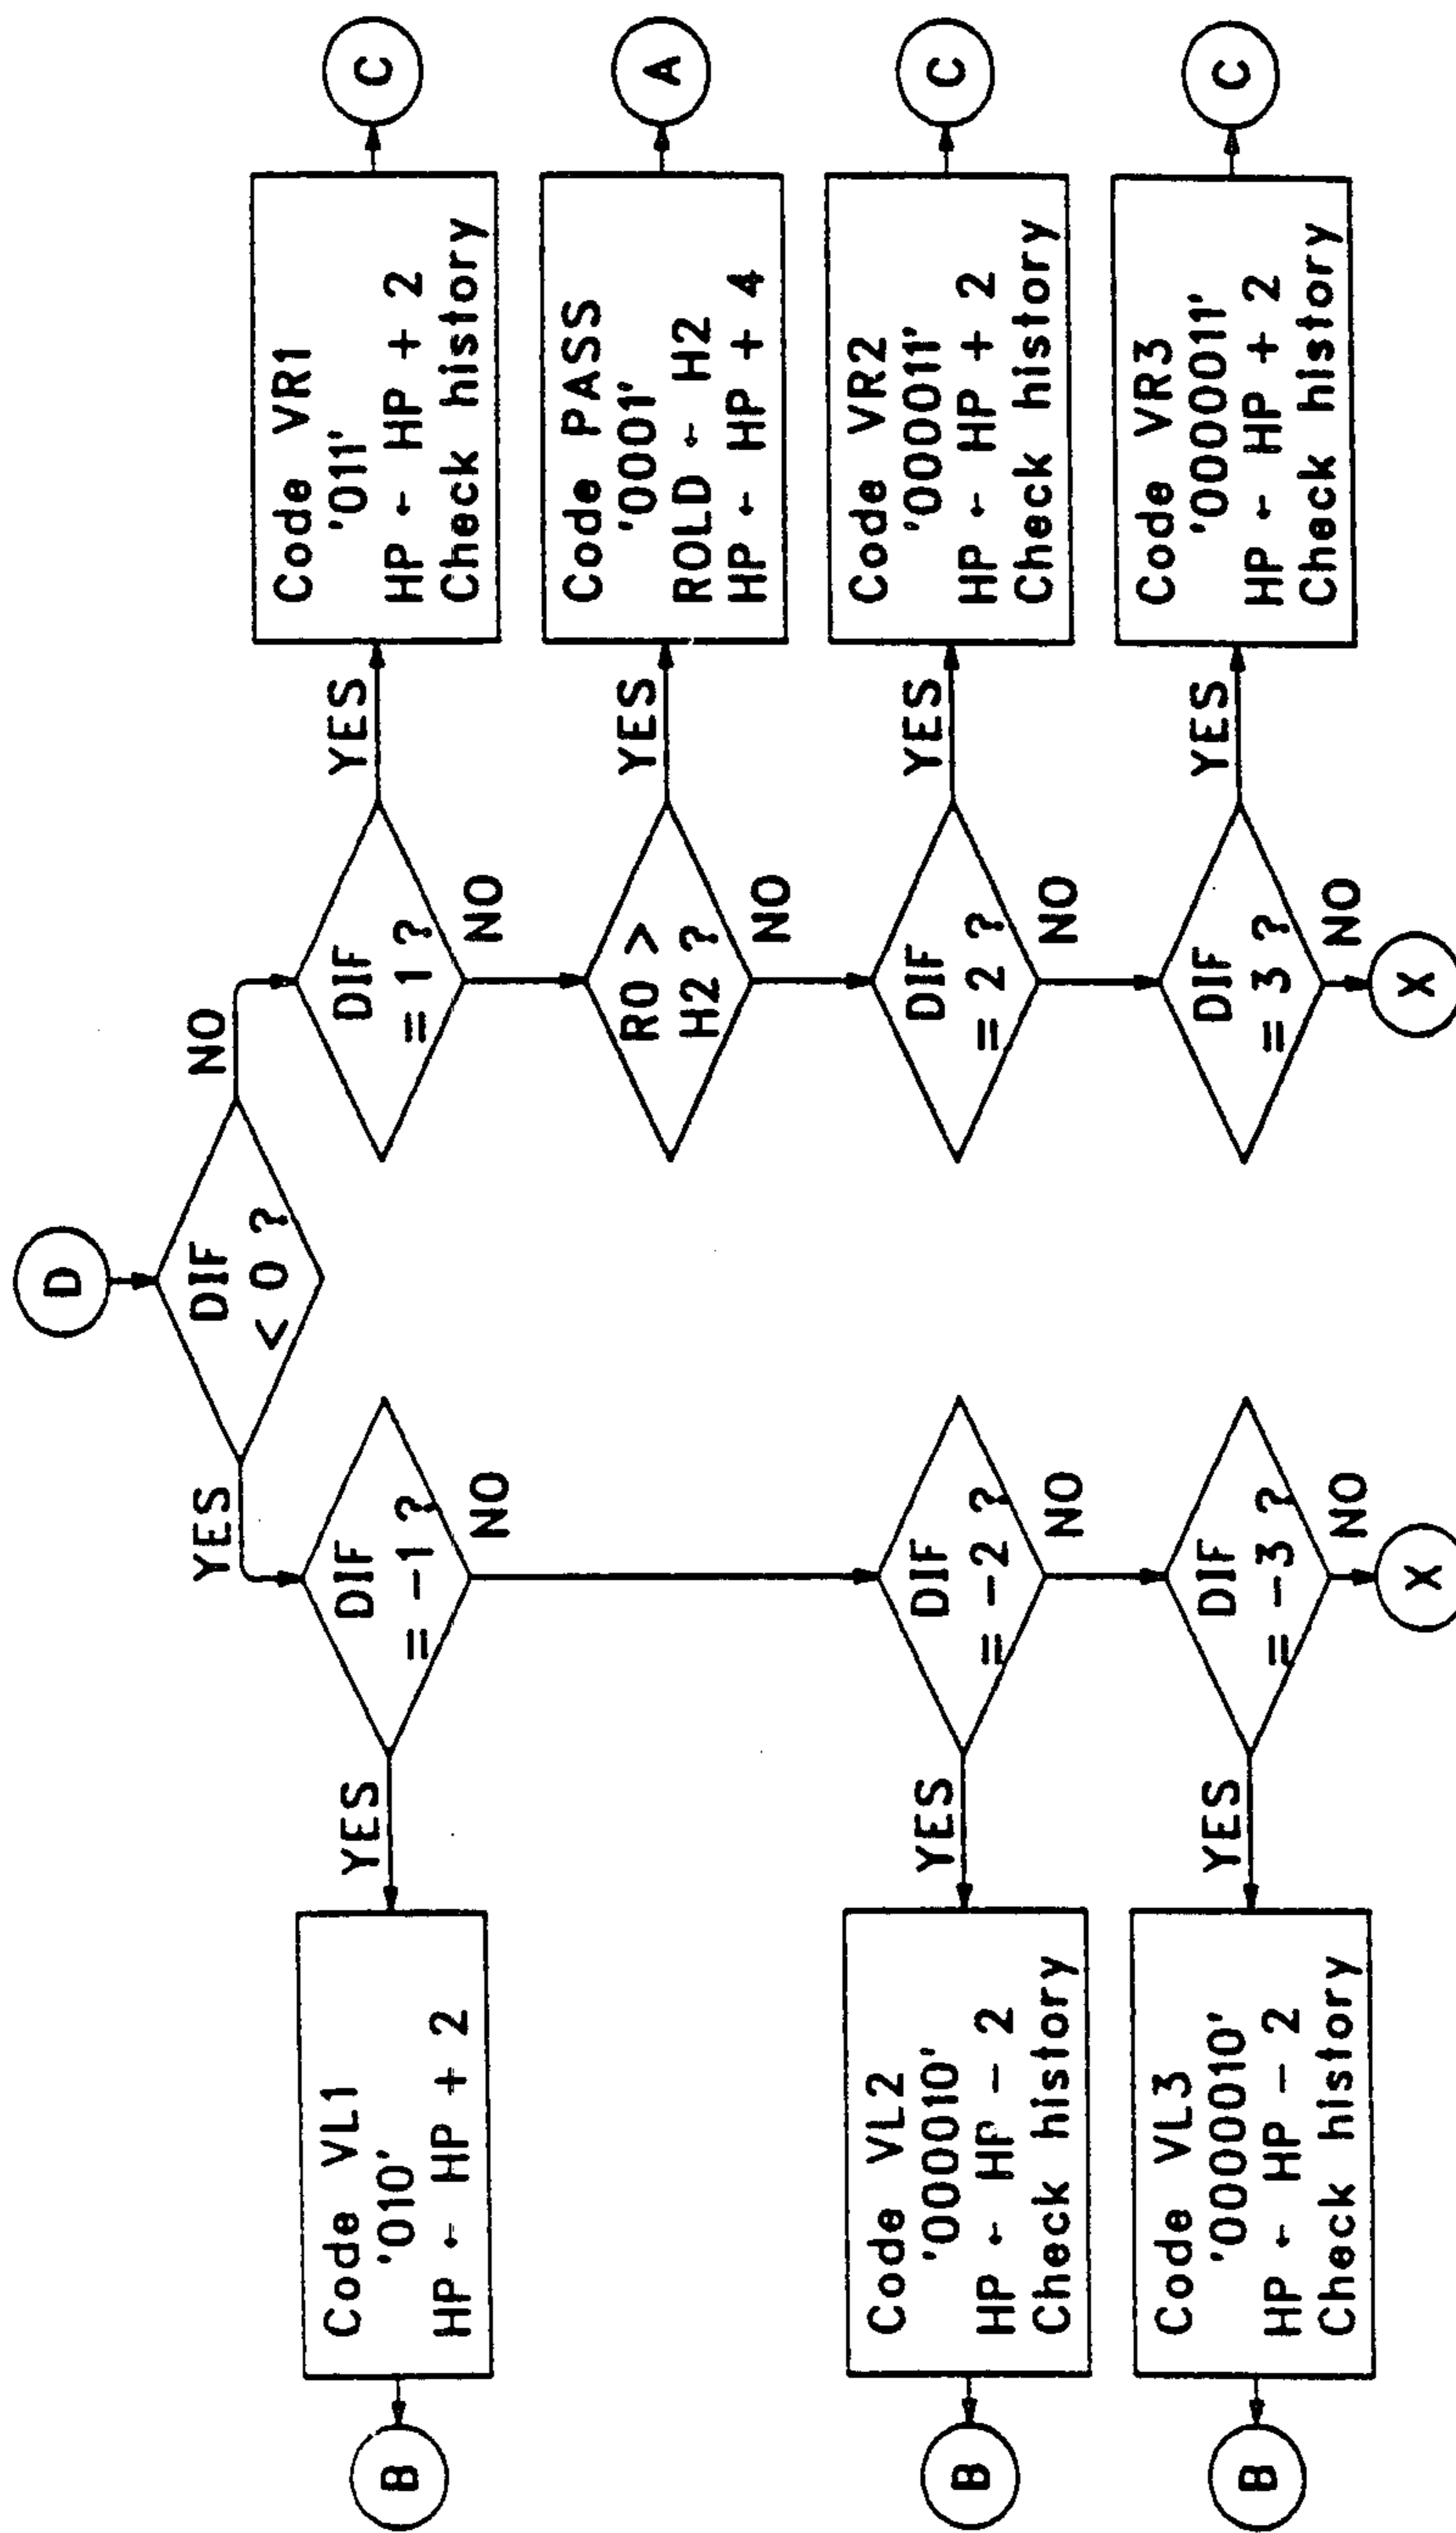 D
YES
DIF
< 0 ?
NO
B
Code VL1
'010'
HP ← HP + 2
YES
DIF
= -1 ?
NO
DIF
= 1 ?
NO
YES
Code VR1
'011'
HP ← HP + 2
Check history
C
R0 >
H2 ?
NO
YES
Code PASS
'0001'
ROLD ← H2
HP ← HP + 4
A
B
Code VL2
'000010'
HP ← HP - 2
Check history
YES
DIF
= -2 ?
NO
DIF
= 2 ?
NO
YES
Code VR2
'000011'
HP ← HP + 2
Check history
C
B
Code VL3
'0000010'
HP ← HP - 2
Check history
YES
DIF
= -3 ?
NO
X
DIF
= 3 ?
NO
X
YES
Code VR3
'0000011'
HP ← HP + 2
Check history
C